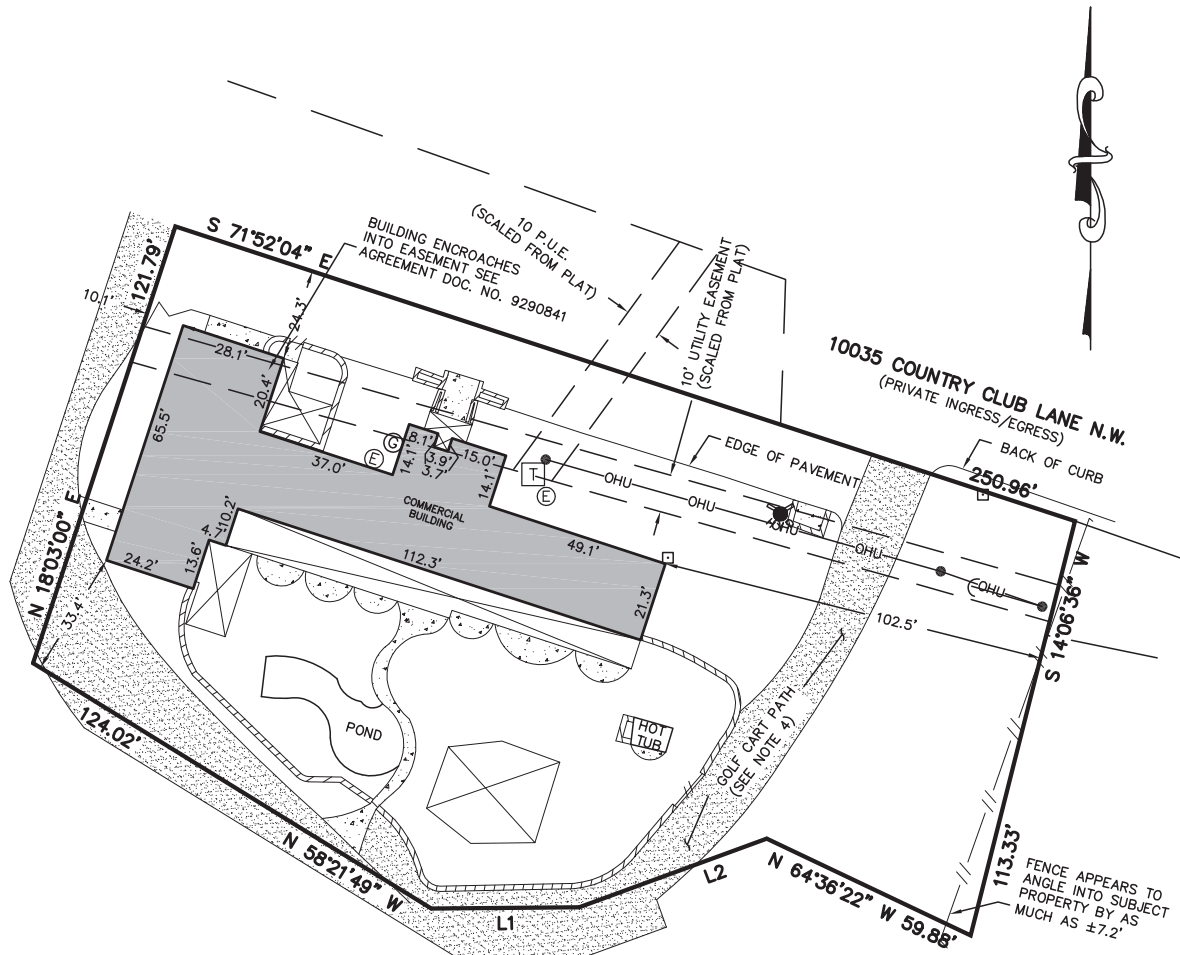 10 P.U.E.
(SCALED FROM PLAT)
BUILDING ENCROACHES
INTO EASEMENT SEE
AGREEMENT DOC. NO. 9290841
S 71°52'04" E
121.79'
10.1'
24.3'
10' UTILITY EASEMENT
(SCALED FROM PLAT)
10035 COUNTRY CLUB LANE N.W.
(PRIVATE INGRESS/EGRESS)
BACK OF CURB
250.96'
EDGE OF PAVEMENT
28.1'
20.4'
65.5'
37.0'
G
E
14.1'
8.1'
3.9'
3.7'
15.0'
14.1'
T
E
OHU
OHU
OHU
OHU
OHU
COMMERCIAL
BUILDING
49.1'
112.3'
21.3'
10.2'
4.7'
13.6'
24.2'
N 18°03'00" E
33.4'
102.5'
S 14°06'36" W
113.33'
POND
HOT
TUB
GOLF CART PATH
(SEE NOTE 4)
124.02'
N 58°21'49" W
L1
L2
N 64°36'22" W 59.88'
FENCE APPEARS TO
ANGLE INTO SUBJECT
PROPERTY BY AS
MUCH AS ±7.2'